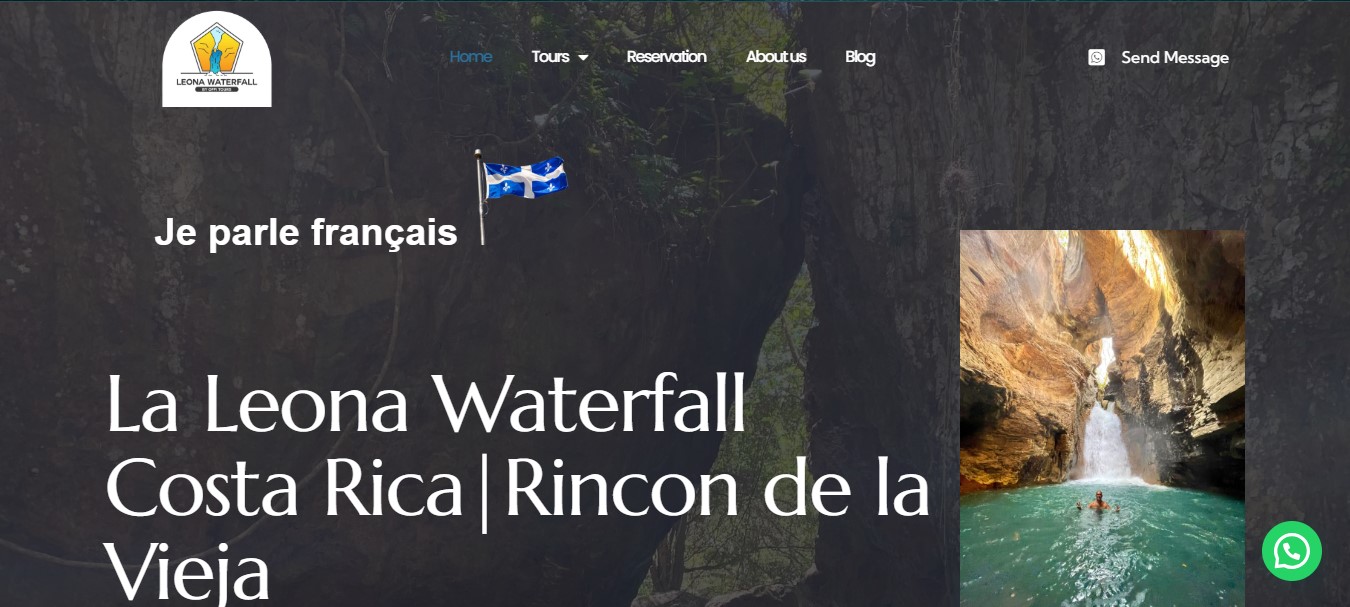 LEONA WATERFALL
BY OFFI TOURS
Home
Tours
Reservation
About us
Blog
Send Message
Je parle français
La Leona Waterfall
Costa Rica|Rincon de la
Vieja